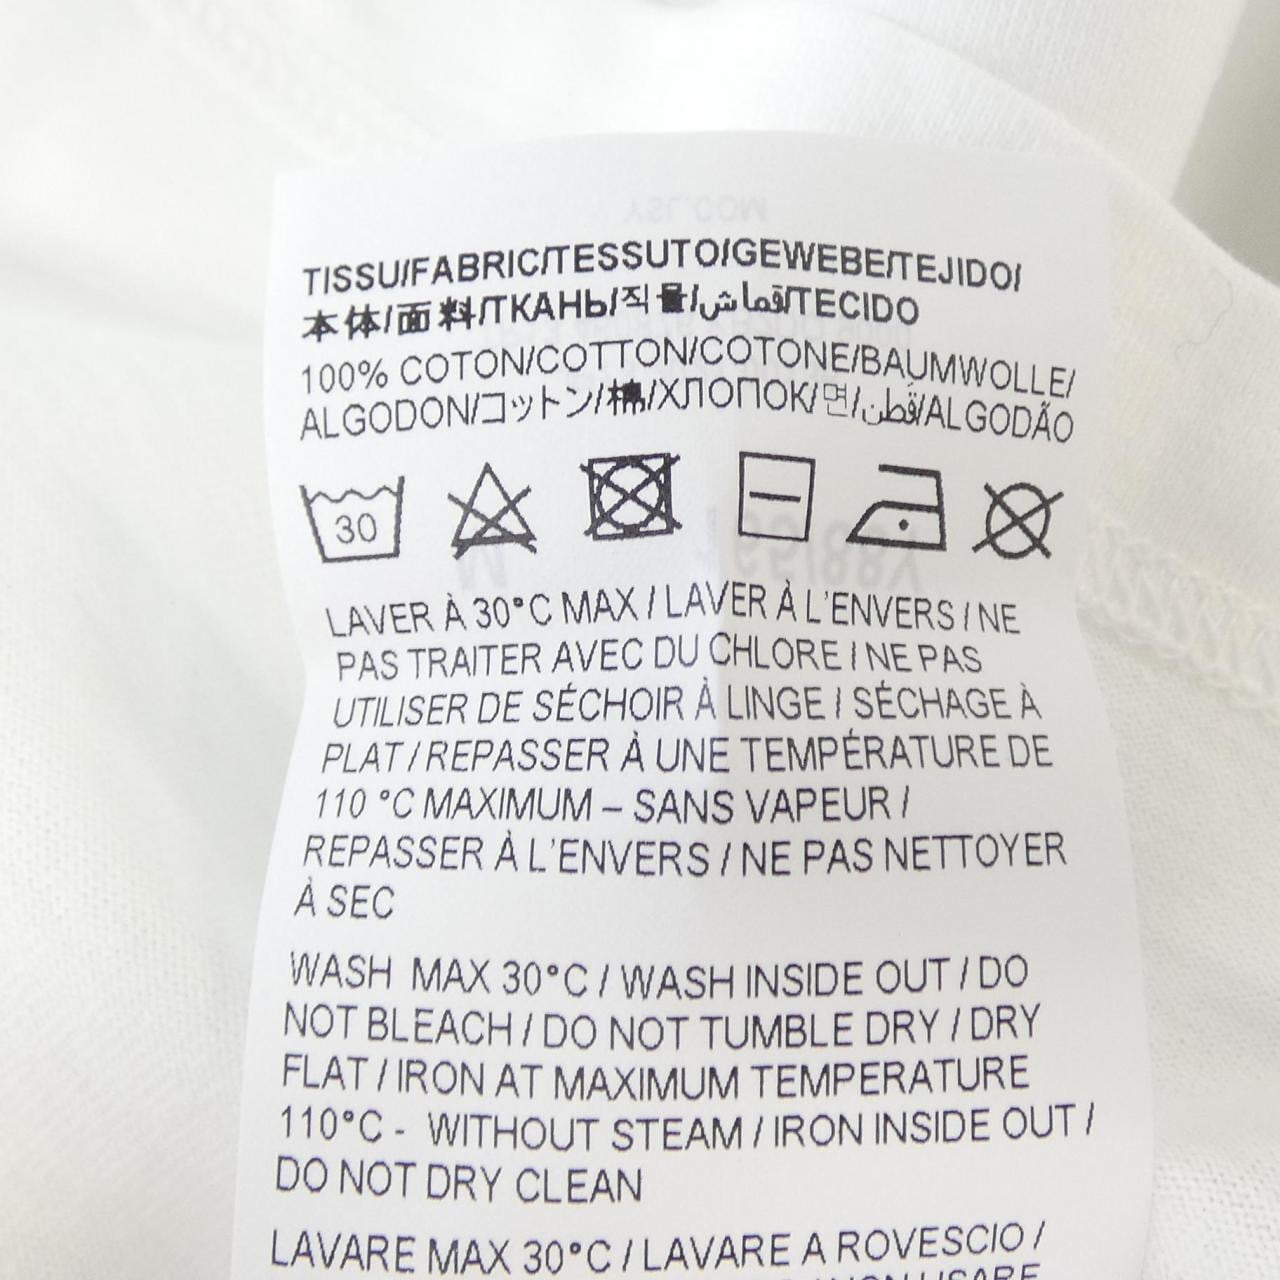 TISSU/FABRIC/TESSUTO/GEWEBE/TEJIDO/
本体/面料/ТКАНЬ/직물/قماش/TECIDO
100% COTON/COTTON/COTONE/BAUMWOLLE/
ALGODON/コットン/棉/ХЛОПОК/면/قطن/ALGODÃO
30
LAVER À 30°C MAX / LAVER À L'ENVERS / NE
PAS TRAITER AVEC DU CHLORE / NE PAS
UTILISER DE SÉCHOIR À LINGE / SÉCHAGE À
PLAT / REPASSER À UNE TEMPÉRATURE DE
110 °C MAXIMUM – SANS VAPEUR /
REPASSER À L'ENVERS / NE PAS NETTOYER
À SEC
WASH MAX 30°C / WASH INSIDE OUT / DO
NOT BLEACH / DO NOT TUMBLE DRY / DRY
FLAT / IRON AT MAXIMUM TEMPERATURE
110°C - WITHOUT STEAM / IRON INSIDE OUT /
DO NOT DRY CLEAN
LAVARE MAX 30°C / LAVARE A ROVESCIO /